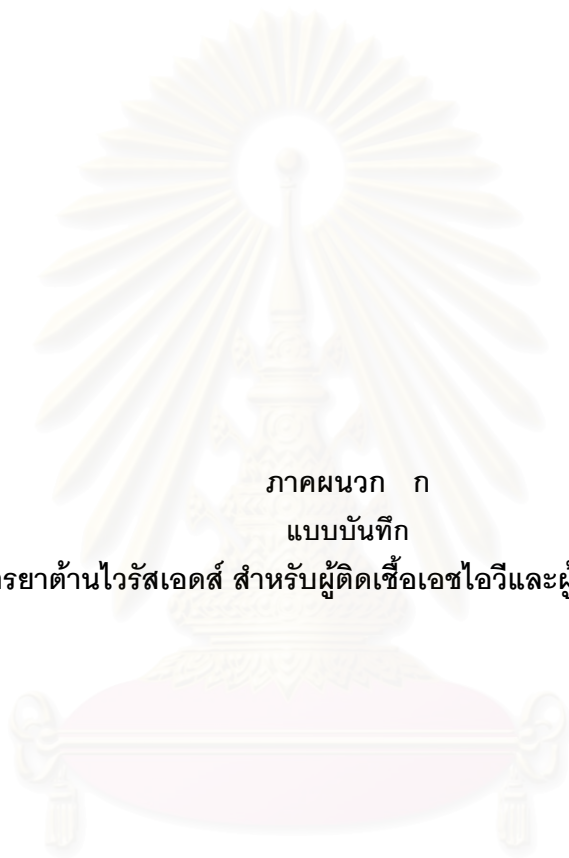 ภาคผนวก ก
แบบบันทึก
ยาต้านไวรัสเอดส์ สำหรับผู้ติดเชื้อเอชไอวีและ